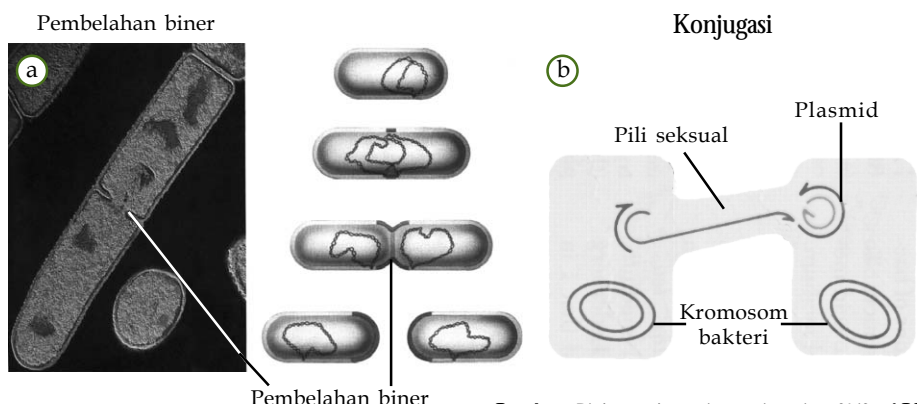 Pembelahan biner
a
Pembelahan biner
Konjugasi
b
Plasmid
Pili seksual
Kromosom
bakteri